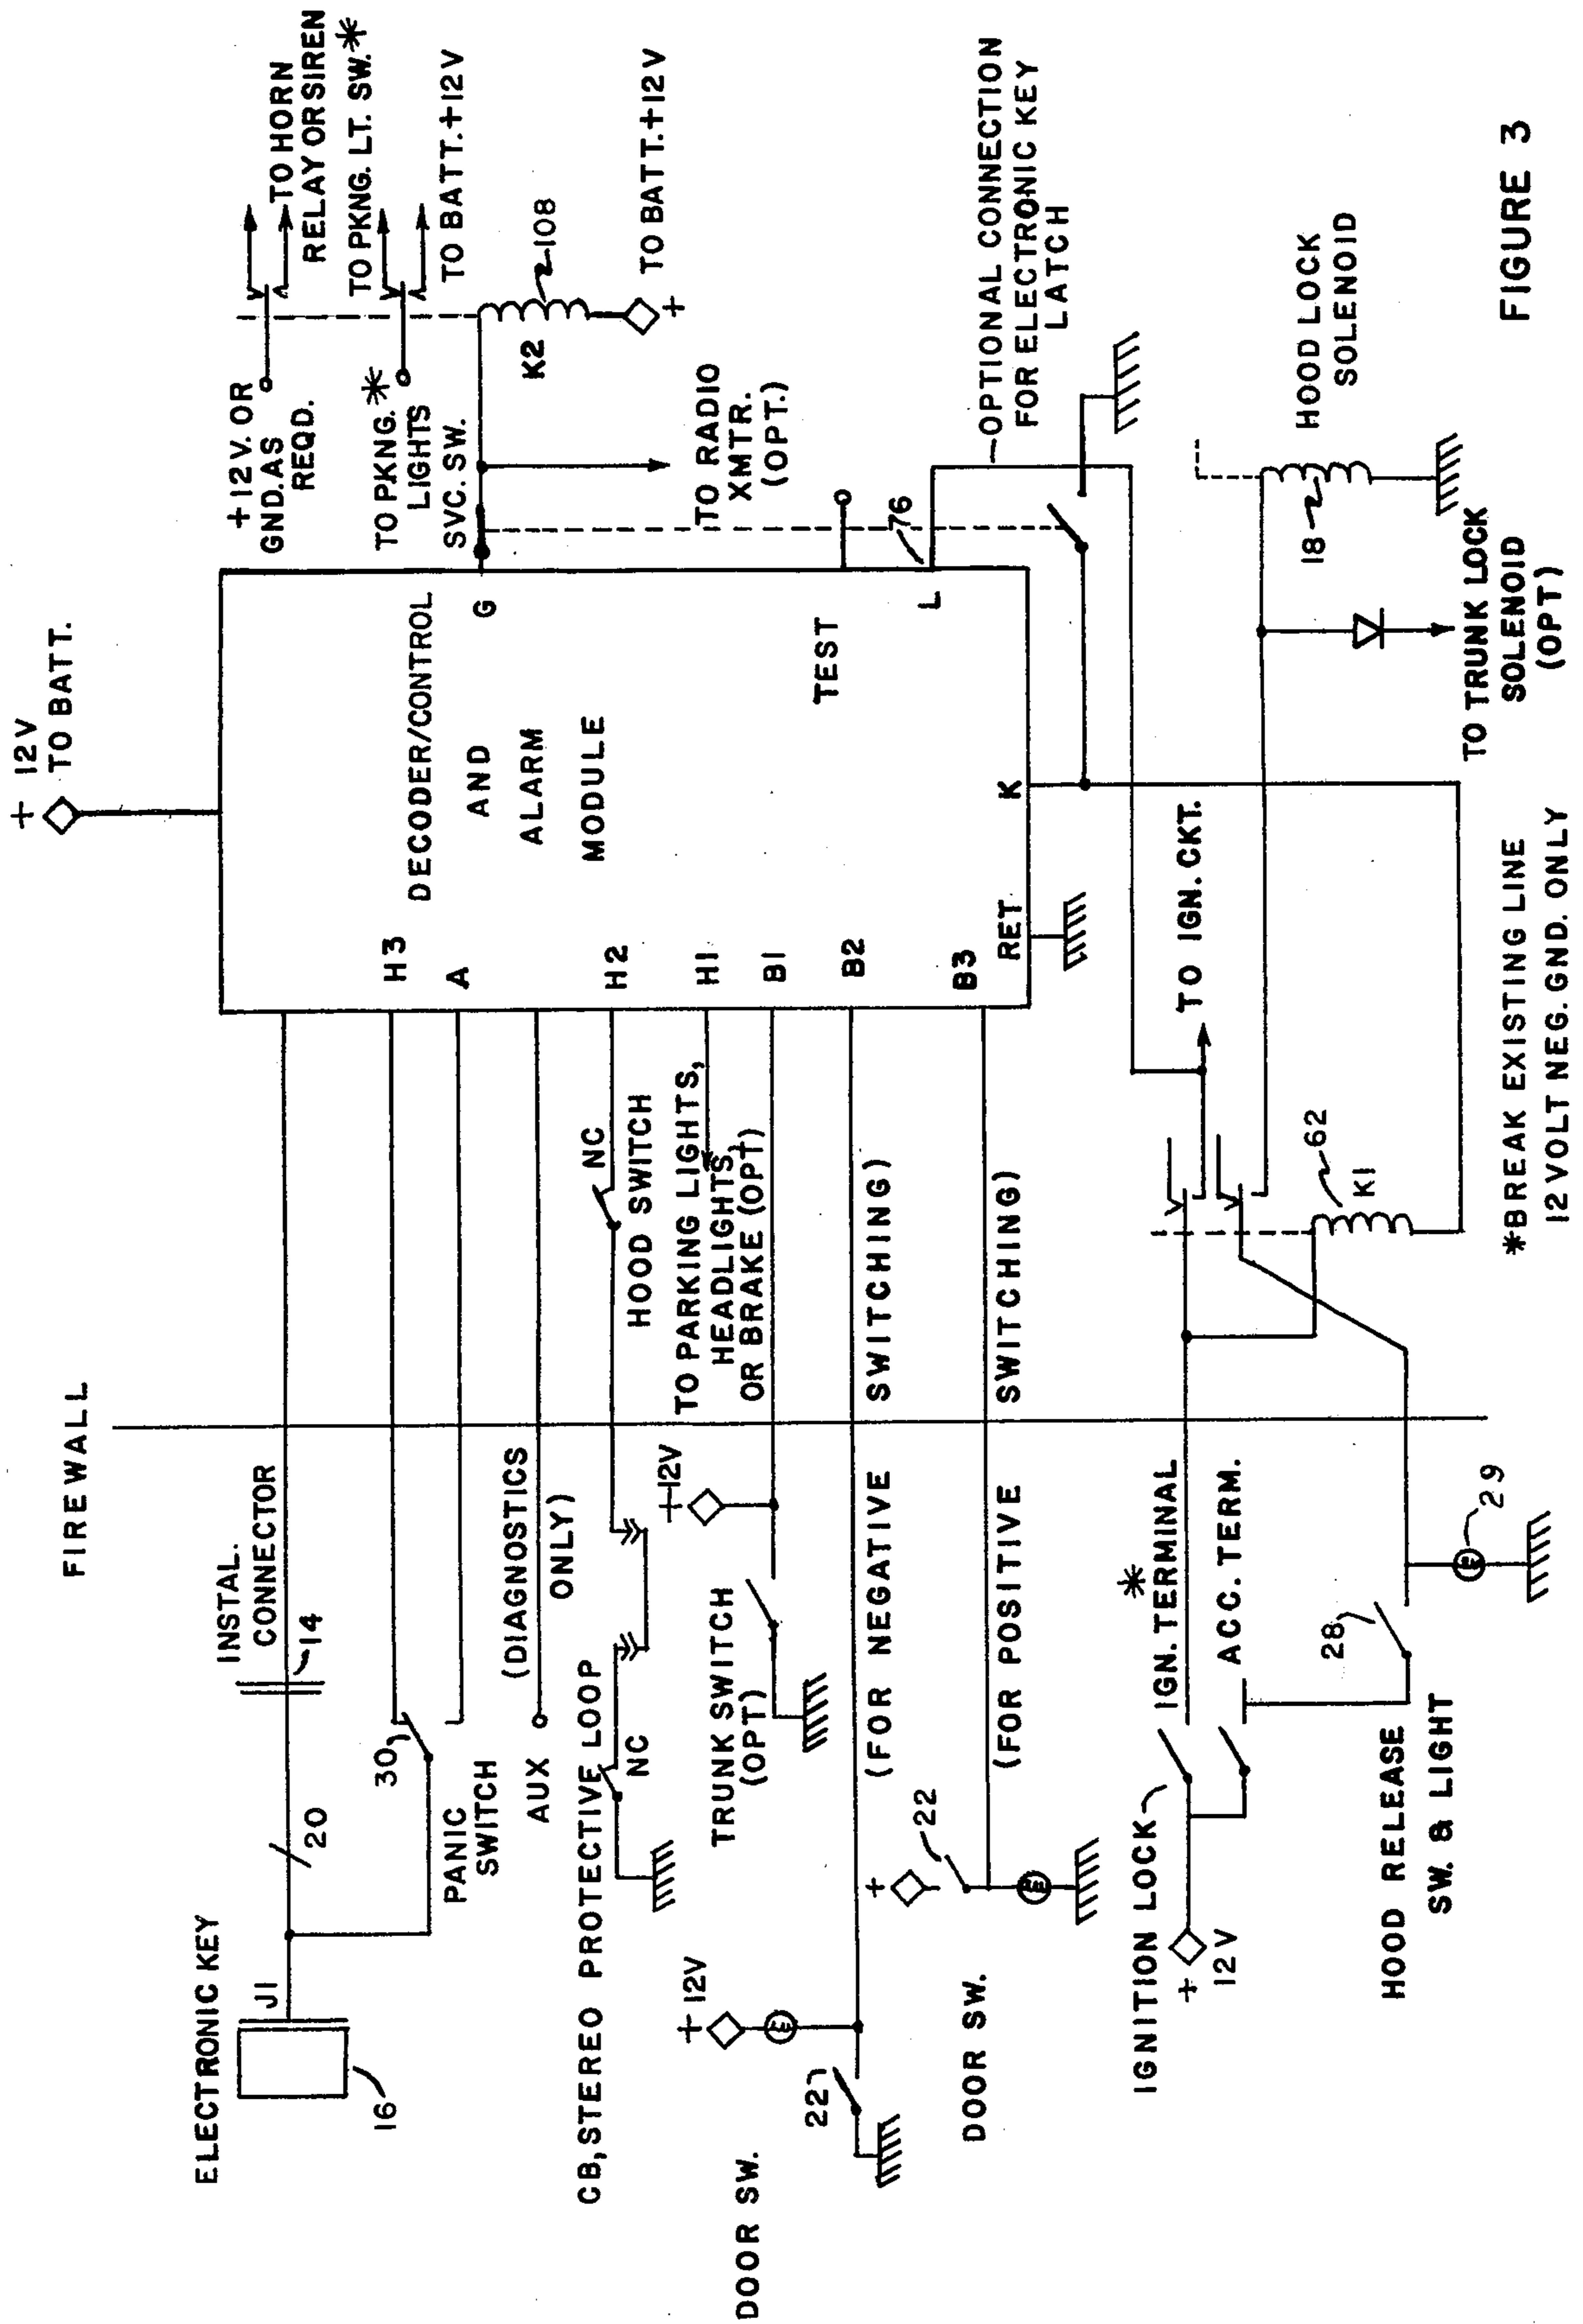 FIREWALL
+ 12V
TO BATT.
ELECTRONIC KEY
J1
16
20
INSTAL.
CONNECTOR
14
30
PANIC
SWITCH
AUX
(DIAGNOSTICS
ONLY)
CB, STEREO PROTECTIVE LOOP
NC
NC
HOOD SWITCH
TO PARKING LIGHTS,
HEADLIGHTS,
OR BRAKE (OPT)
+12V
TRUNK SWITCH
(OPT)
DOOR SW.
+12V
22
(FOR NEGATIVE SWITCHING)
DOOR SW.
+
22
(FOR POSITIVE SWITCHING)
IGNITION LOCK
+
12V
*
IGN. TERMINAL
ACC. TERM.
HOOD RELEASE
SW. & LIGHT
28
29
H3
A
H2
H1
B1
B2
B3
RET
K
L
G
TEST
DECODER/CONTROL
AND
ALARM
MODULE
+12V. OR
GND. AS
REQD.
TO HORN
RELAY OR SIREN
TO PKNG.*
LIGHTS
TO PKNG. LT. SW.*
TO BATT.+12V
SVC. SW.
K2
108
TO BATT.+12V
+
TO RADIO
XMTR.
(OPT.)
76
OPTIONAL CONNECTION
FOR ELECTRONIC KEY
LATCH
TO IGN. CKT.
62
K1
18
HOOD LOCK
SOLENOID
TO TRUNK LOCK
SOLENOID
(OPT)
*BREAK EXISTING LINE
12 VOLT NEG. GND. ONLY
FIGURE 3